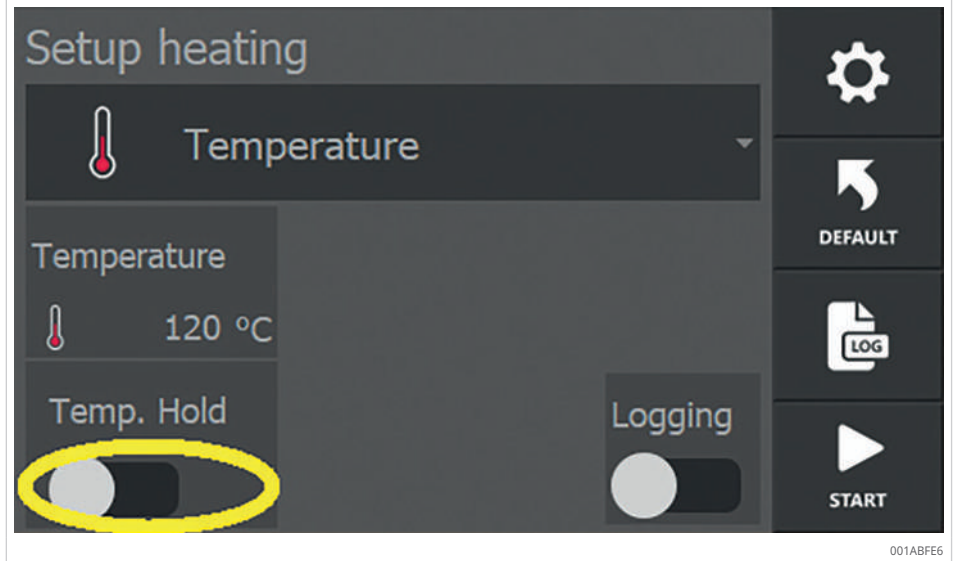 Setup heating
Temperature
DEFAULT
Temperature
120 °C
LOG
Temp. Hold
Logging
START
001ABFE6